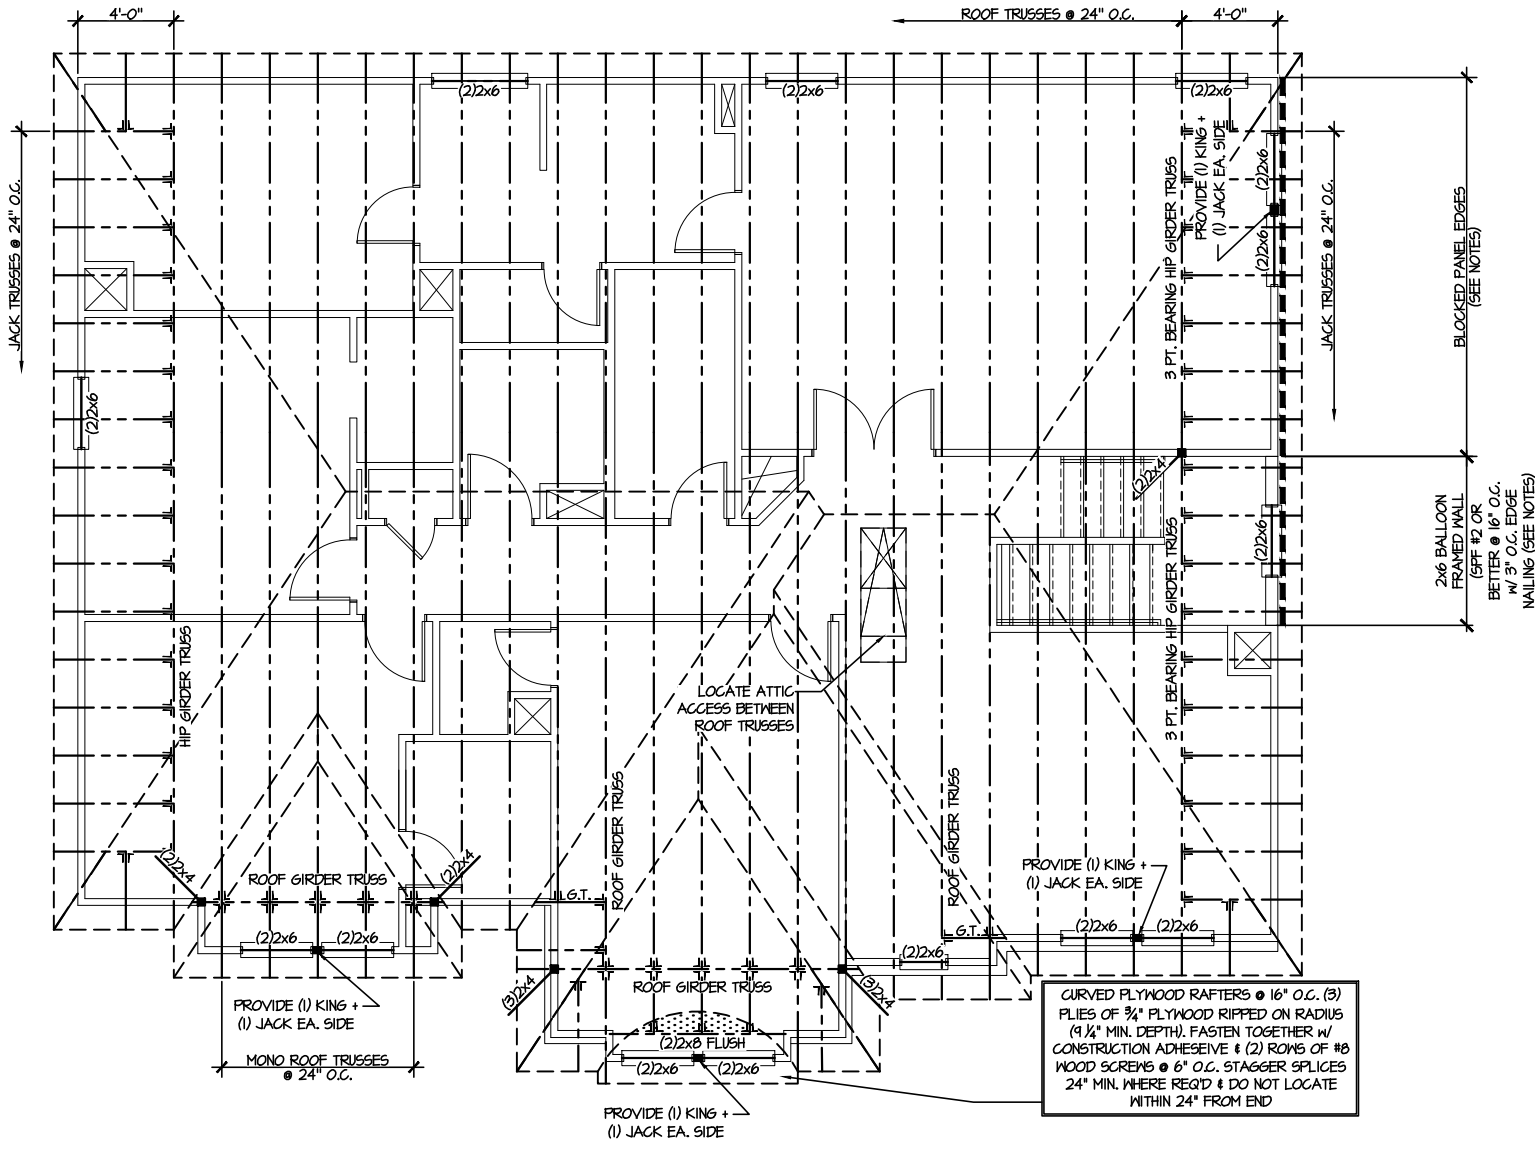 4'-0"
ROOF TRUSSES @ 24" O.C.
4'-0"
(2)2x6
(2)2x6
(2)2x6
JACK TRUSSES @ 24" O.C.
3 PT. BEARING HIP GIRDER TRUSS
PROVIDE (1) KING +
(1) JACK EA. SIDE
(2)2x6
(2)2x6
JACK TRUSSES @ 24" O.C.
BLOCKED PANEL EDGES
(SEE NOTES)
(2)2x6
(2)2x4
(2)2x6
2x6 BALLOON
FRAMED WALL
(SPF #2 OR
BETTER @ 16" O.C.
W/ 3" O.C. EDGE
NAILING (SEE NOTES)
3 PT. BEARING HIP GIRDER TRUSS
HIP GIRDER TRUSS
LOCATE ATTIC
ACCESS BETWEEN
ROOF TRUSSES
ROOF GIRDER TRUSS
ROOF GIRDER TRUSS
(2)2x4
ROOF GIRDER TRUSS
(2)2x4
G.T.
PROVIDE (1) KING +
(1) JACK EA. SIDE
(2)2x6
(2)2x6
G.T.
(2)2x6
(2)2x6
(2)2x6
(3)2x4
ROOF GIRDER TRUSS
(3)2x4
PROVIDE (1) KING +
(1) JACK EA. SIDE
(2)2x8 FLUSH
(2)2x6
(2)2x6
MONO ROOF TRUSSES
@ 24" O.C.
PROVIDE (1) KING +
(1) JACK EA. SIDE
CURVED PLYWOOD RAFTERS @ 16" O.C. (3)
PLIES OF ¾" PLYWOOD RIPPED ON RADIUS
(9 ¼" MIN. DEPTH). FASTEN TOGETHER W/
CONSTRUCTION ADHESEIVE & (2) ROWS OF #8
WOOD SCREWS @ 6" O.C. STAGGER SPLICES
24" MIN. WHERE REQ'D & DO NOT LOCATE
WITHIN 24" FROM END